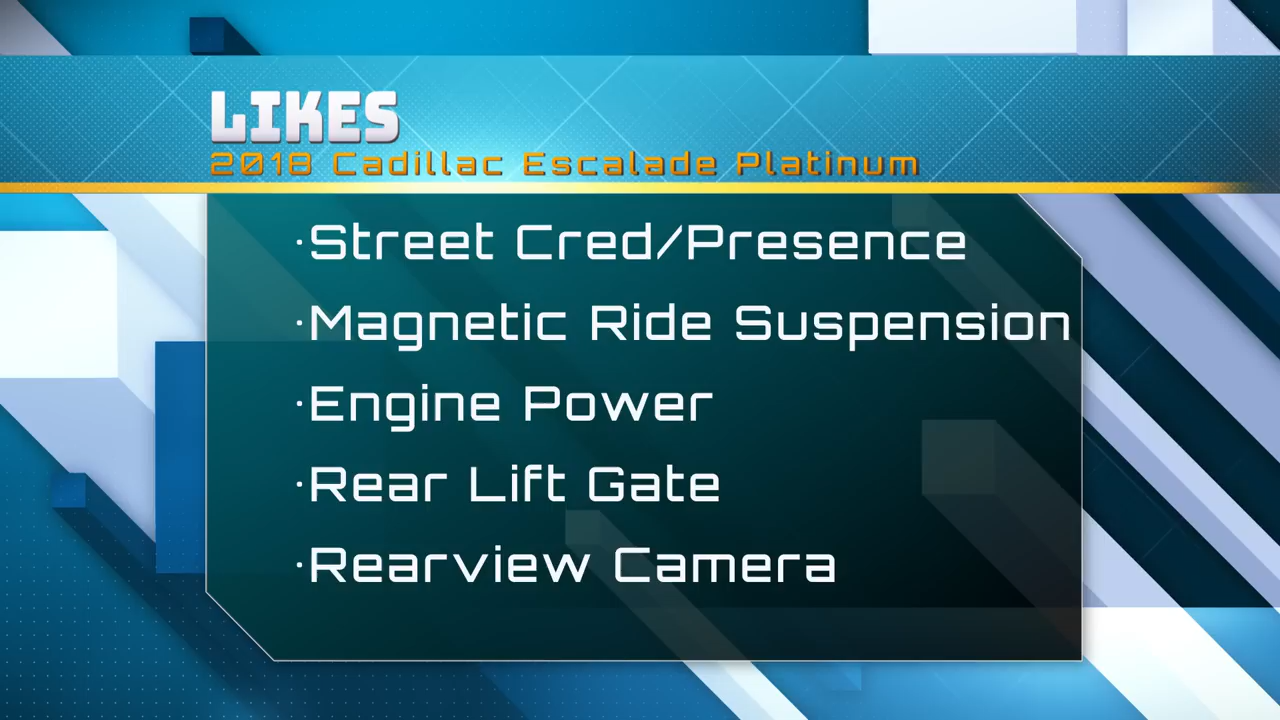 LIKES
2018 Cadillac Escalade Platinum
·Street Cred/Presence
·Magnetic Ride Suspension
·Engine Power
·Rear Lift Gate
·Rearview Camera